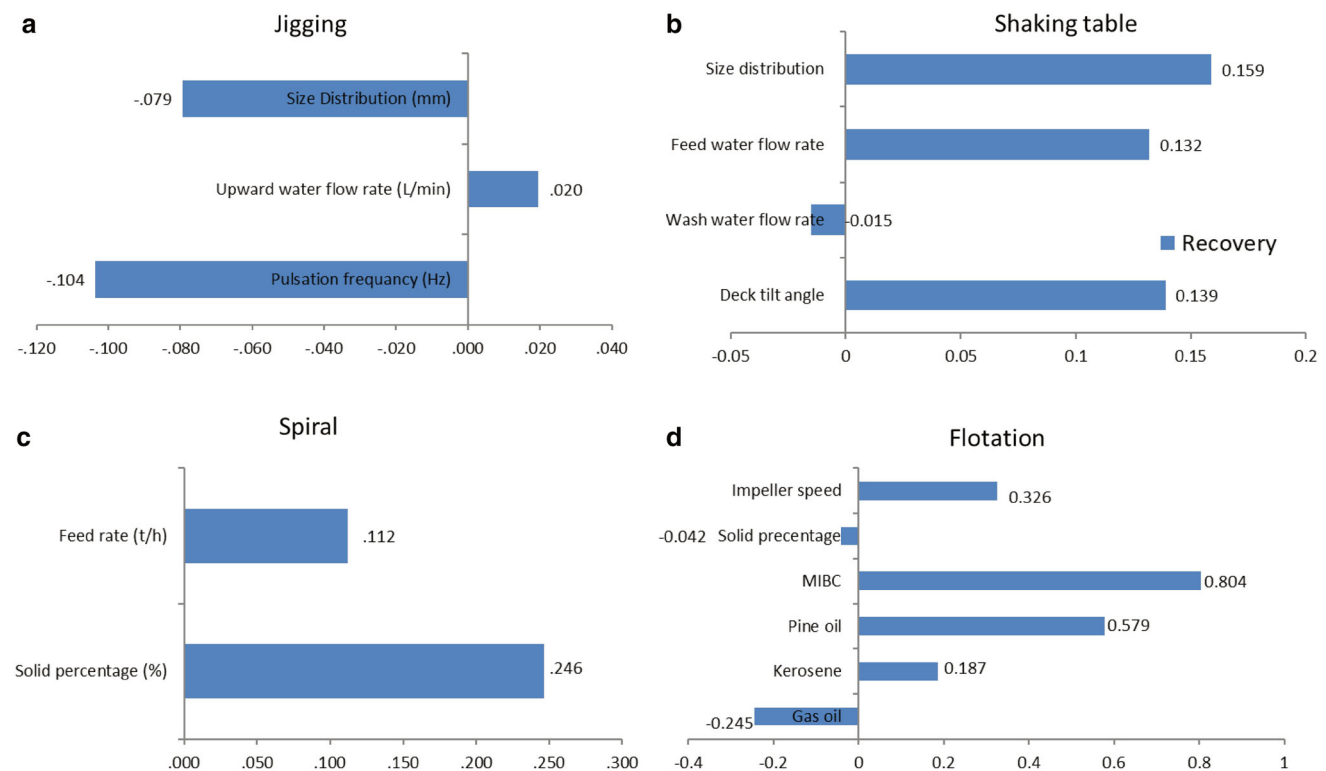 a
Jigging
Size Distribution (mm)
-.079
Upward water flow rate (L/min)
.020
Pulsation frequancy (Hz)
-.104
-.120 -.100 -.080 -.060 -.040 -.020 .000 .020 .040
b
Shaking table
Size distribution
0.159
Feed water flow rate
0.132
Wash water flow rate
-0.015
Recovery
Deck tilt angle
0.139
-0.05 0 0.05 0.1 0.15 0.2
c
Spiral
Feed rate (t/h)
.112
Solid percentage (%)
.246
.000 .050 .100 .150 .200 .250 .300
d
Flotation
Impeller speed
0.326
-0.042
Solid precentage
MIBC
0.804
Pine oil
0.579
Kerosene
0.187
-0.245
Gas oil
-0.4 -0.2 0 0.2 0.4 0.6 0.8 1